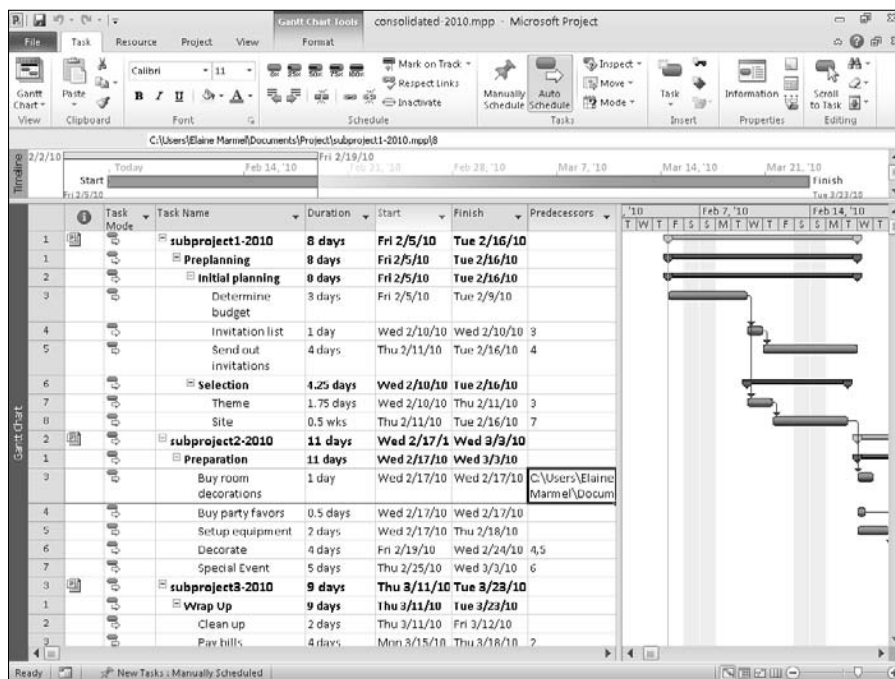 Gantt Chart Tools
consolidated-2010.mpp - Microsoft Project
File Task Resource Project View Format
Gantt Chart
View
Paste
Clipboard
Calibri 11
B I U A
Font
Mark on Track
Respect Links
Inactivate
Schedule
Manually Schedule
Auto Schedule
Inspect
Move
Mode
Tasks
Task
Insert
Information
Properties
Scroll to Task
Editing
C:\Users\Elaine Marmel\Documents\Project\subproject1-2010.mpp\8
Timeline
2/2/10 Fri 2/19/10
Today Feb 14, '10 Feb 21, '10 Feb 28, '10 Mar 7, '10 Mar 14, '10 Mar 21, '10
Start
Fri 2/5/10
Finish
Tue 3/23/10
Gantt Chart
Task Mode Task Name Duration Start Finish Predecessors
, '10 Feb 7, '10 Feb 14, '10
T W T F S S M T W T F S S M T W T
1 subproject1-2010 8 days Fri 2/5/10 Tue 2/16/10
1 Preplanning 8 days Fri 2/5/10 Tue 2/16/10
2 Initial planning 8 days Fri 2/5/10 Tue 2/16/10
3 Determine budget 3 days Fri 2/5/10 Tue 2/9/10
4 Invitation list 1 day Wed 2/10/10 Wed 2/10/10 3
5 Send out invitations 4 days Thu 2/11/10 Tue 2/16/10 4
6 Selection 4.25 days Wed 2/10/10 Tue 2/16/10
7 Theme 1.75 days Wed 2/10/10 Thu 2/11/10 3
8 Site 0.5 wks Thu 2/11/10 Tue 2/16/10 7
2 subproject2-2010 11 days Wed 2/17/1 Wed 3/3/10
1 Preparation 11 days Wed 2/17/10 Wed 3/3/10
3 Buy room decorations 1 day Wed 2/17/10 Wed 2/17/10 C:\Users\Elaine Marmel\Docum
4 Buy party favors 0.5 days Wed 2/17/10 Wed 2/17/10
5 Setup equipment 2 days Wed 2/17/10 Thu 2/18/10
6 Decorate 4 days Fri 2/19/10 Wed 2/24/10 4,5
7 Special Event 5 days Thu 2/25/10 Wed 3/3/10 6
3 subproject3-2010 9 days Thu 3/11/10 Tue 3/23/10
1 Wrap Up 9 days Thu 3/11/10 Tue 3/23/10
2 Clean up 2 days Thu 3/11/10 Fri 3/12/10
3 Pay bills 4 days Mon 3/15/10 Thu 3/18/10 2
Ready New Tasks : Manually Scheduled